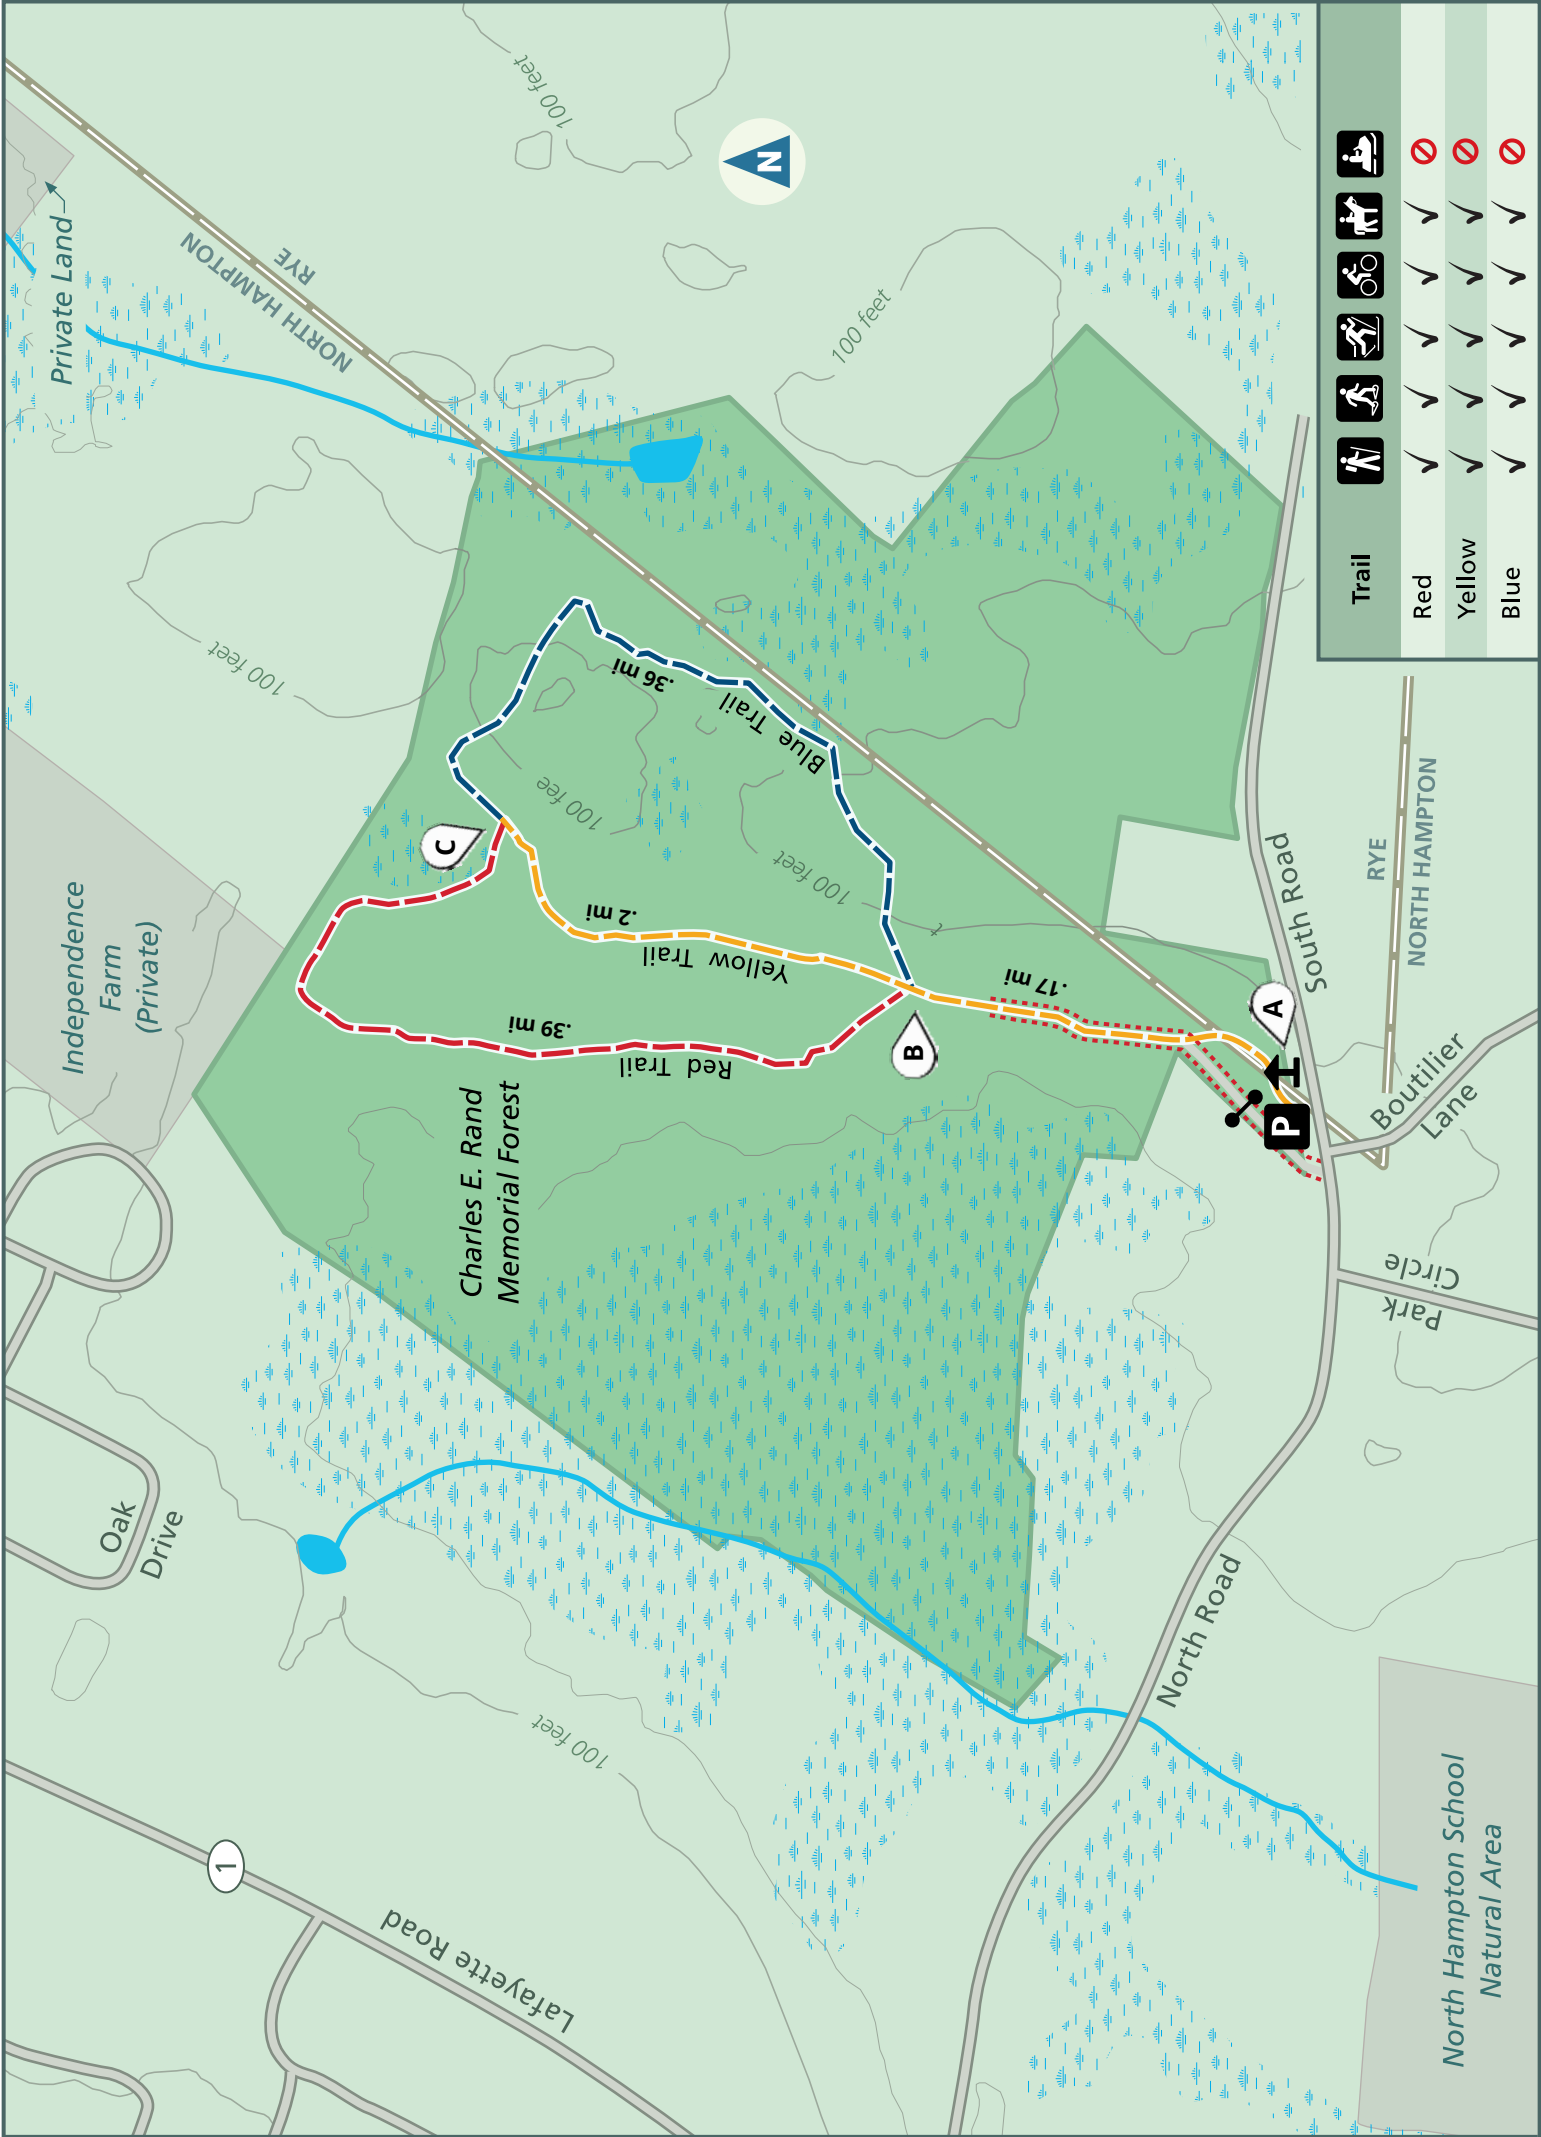 Private Land
100 feet
NORTH HAMPTON
RYE
N
100 feet
100 feet
Independence
Farm
(Private)
C
100 fee
100 feet
t
.36 mi
Blue Trail
.2 mi
Yellow Trail
.39 mi
Red Trail
B
.17 mi
Charles E. Rand
Memorial Forest
A
P
South Road
RYE
NORTH HAMPTON
Boutilier
Lane
Park
Circle
Oak
Drive
North Road
100 feet
1
Lafayette Road
North Hampton School
Natural Area
Trail
Red
Yellow
Blue